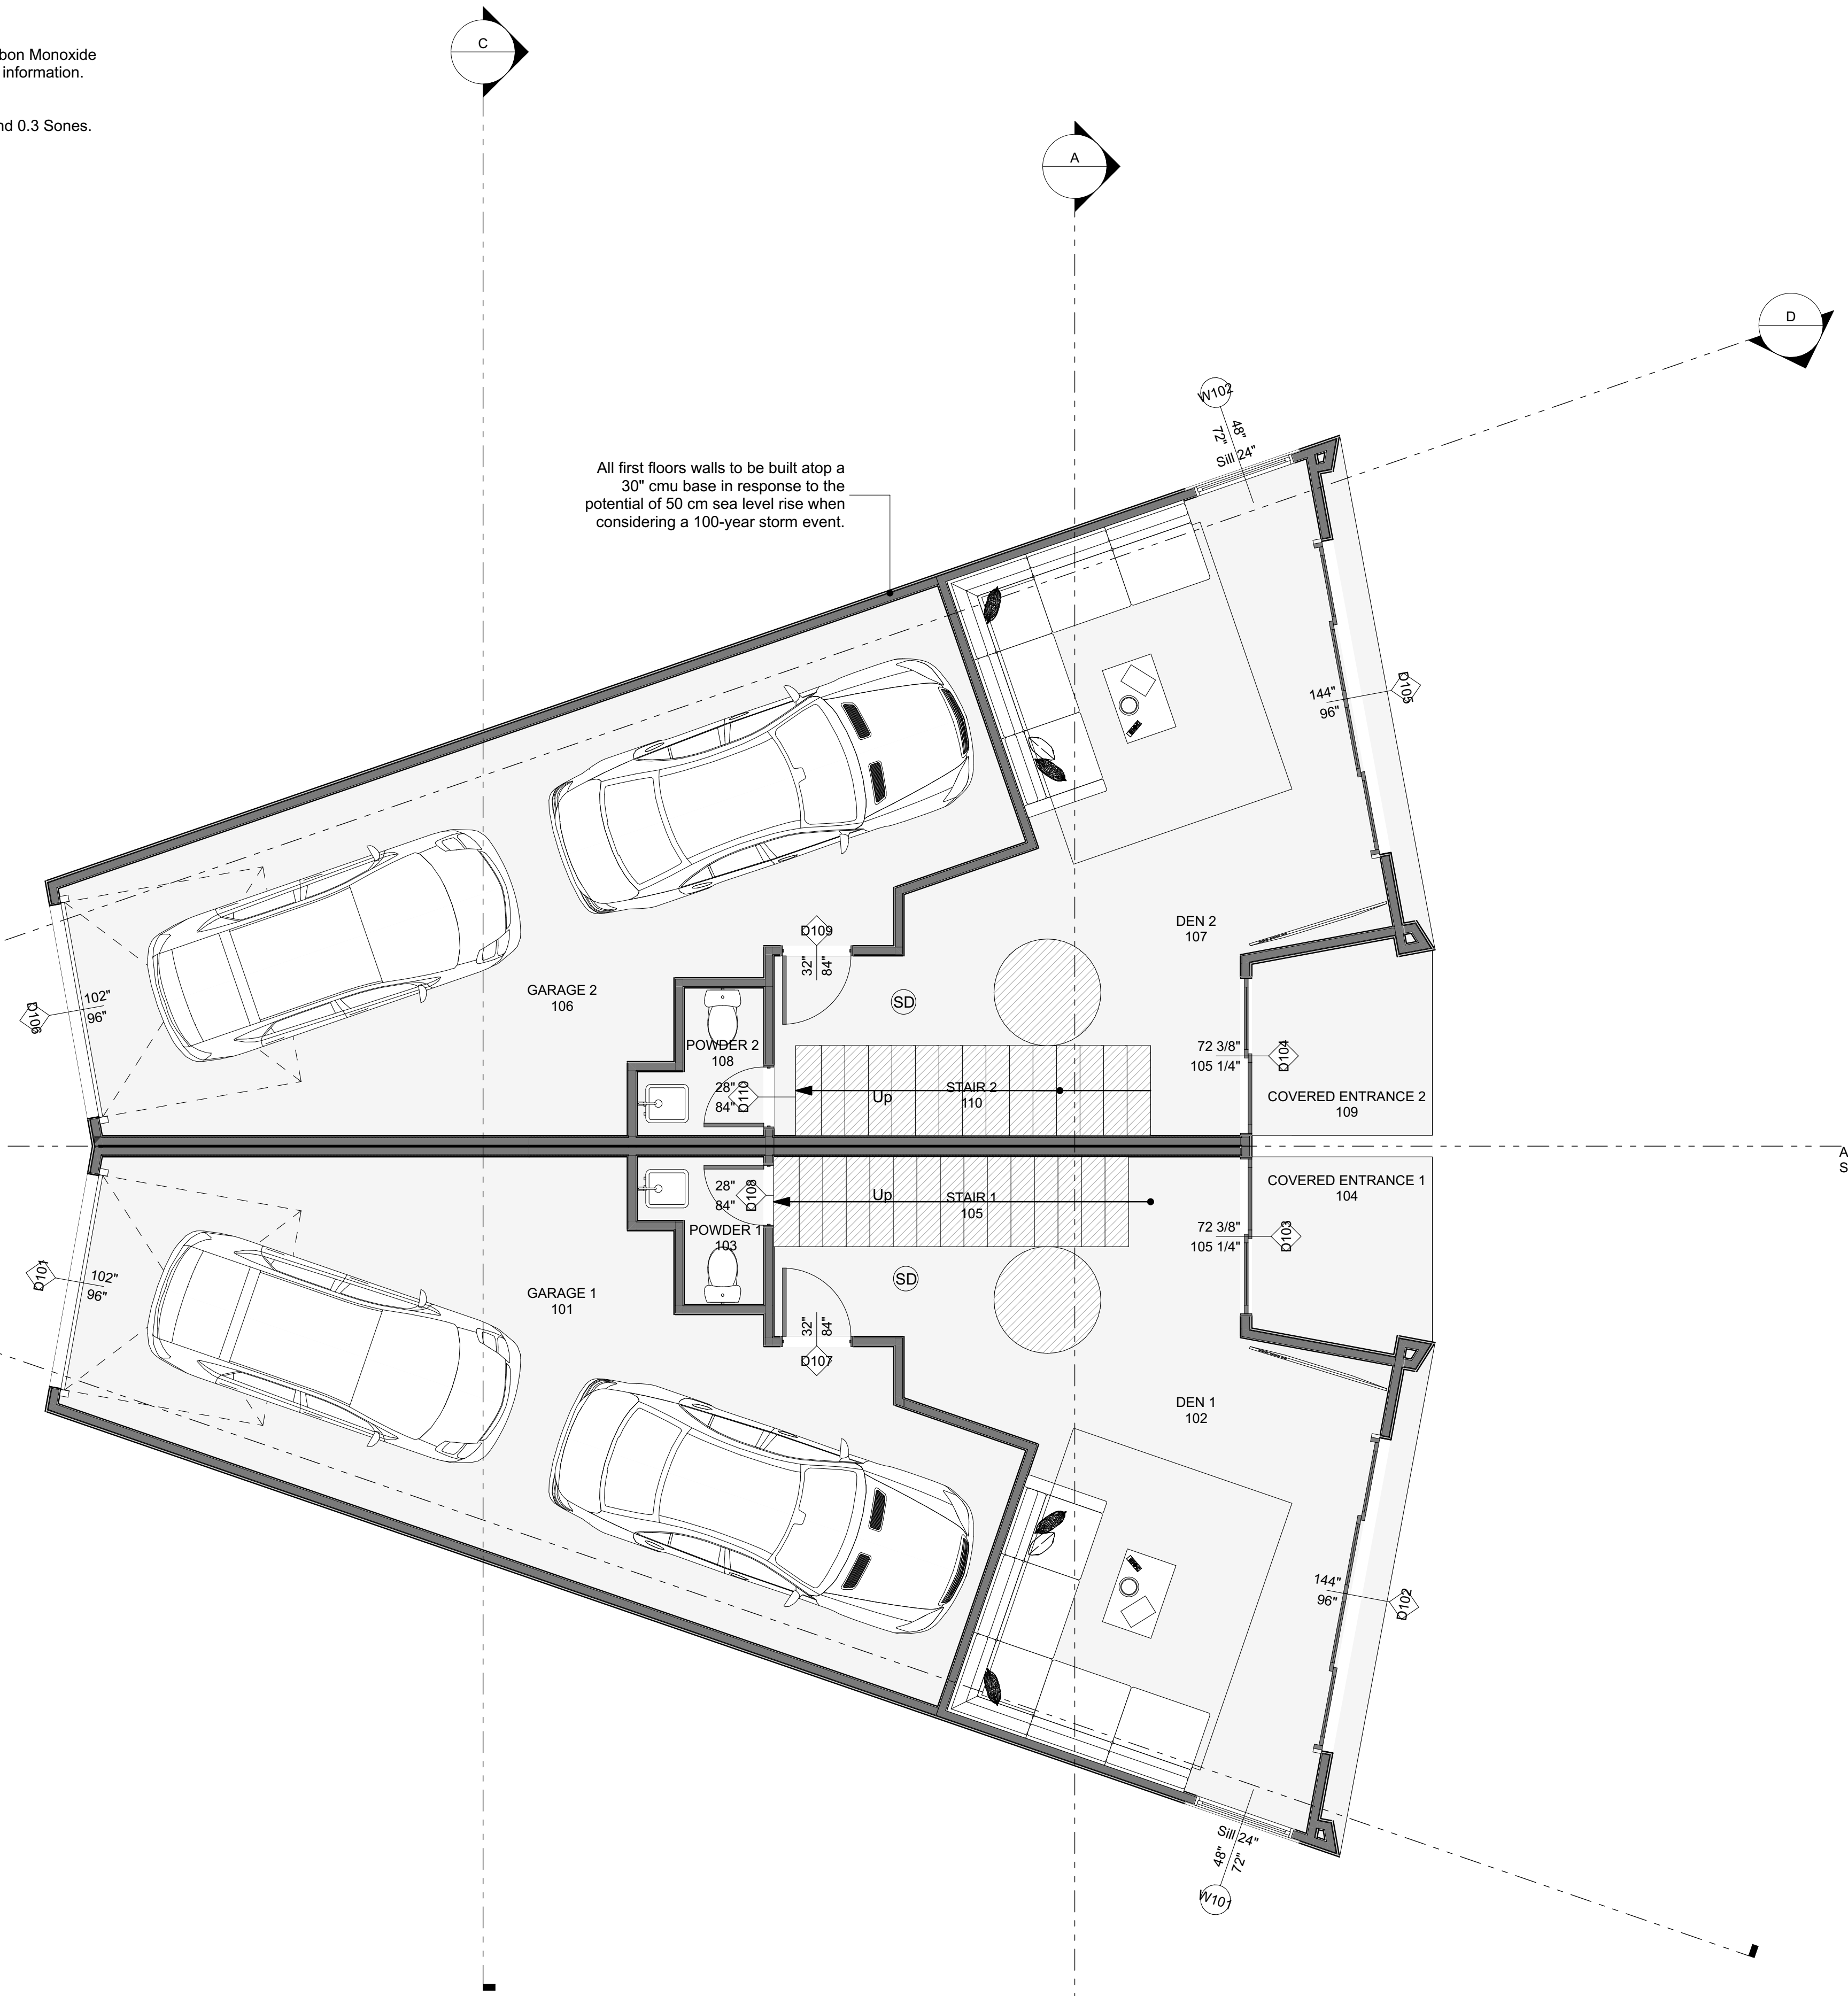 bon Monoxide
information.
nd 0.3 Sones.
C
A
D
W102
48"
72"
Sill 24"
All first floors walls to be built atop a
30" cmu base in response to the
potential of 50 cm sea level rise when
considering a 100-year storm event.
D105
144"
96"
DEN 2
107
D109
32"
84"
SD
GARAGE 2
106
D106
102"
96"
POWDER 2
108
28"
84"
D110
Up
STAIR 2
110
72 3/8"
105 1/4"
D104
COVERED ENTRANCE 2
109
A
S
28"
84"
D108
POWDER 1
103
Up
STAIR 1
105
72 3/8"
105 1/4"
D103
COVERED ENTRANCE 1
104
D101
102"
96"
GARAGE 1
101
SD
32"
84"
D107
DEN 1
102
144"
96"
D102
Sill 24"
48"
72"
W101